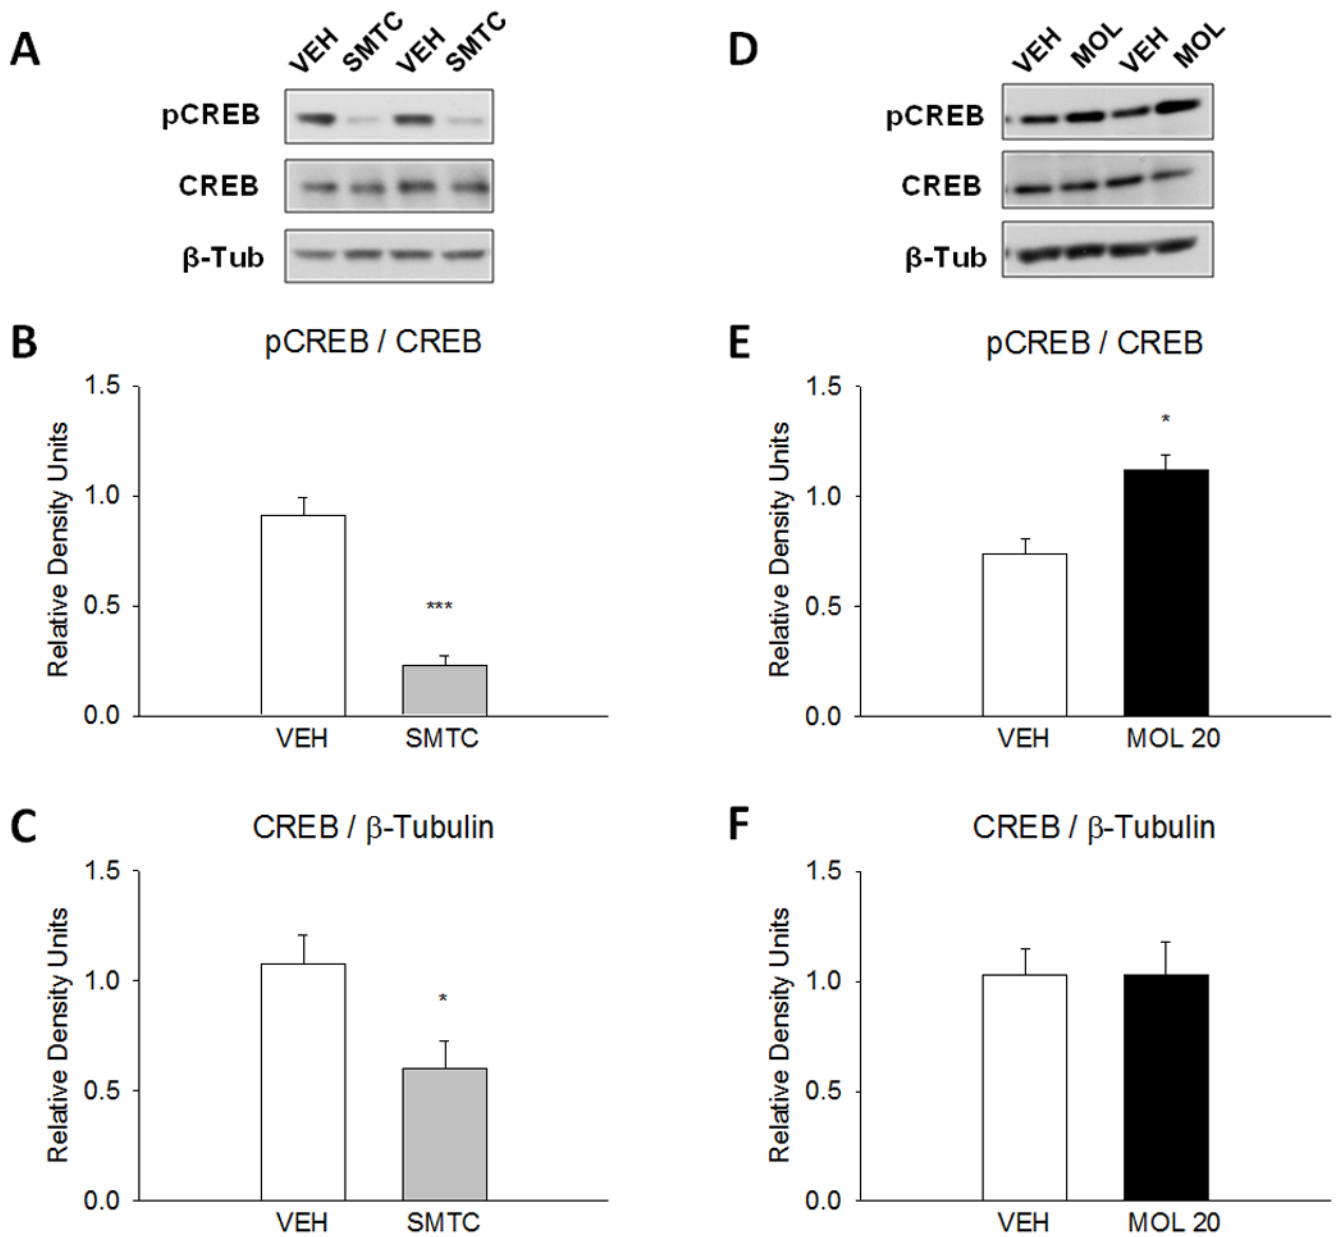 A
VEH SMTC VEH SMTC
pCREB
CREB
β-Tub
B
pCREB / CREB
Relative Density Units
1.5
1.0
0.5
0.0
***
VEH SMTC
C
CREB / β-Tubulin
Relative Density Units
1.5
1.0
0.5
0.0
*
VEH SMTC
D
VEH MOL VEH MOL
pCREB
CREB
β-Tub
E
pCREB / CREB
Relative Density Units
1.5
1.0
0.5
0.0
*
VEH MOL 20
F
CREB / β-Tubulin
Relative Density Units
1.5
1.0
0.5
0.0
VEH MOL 20